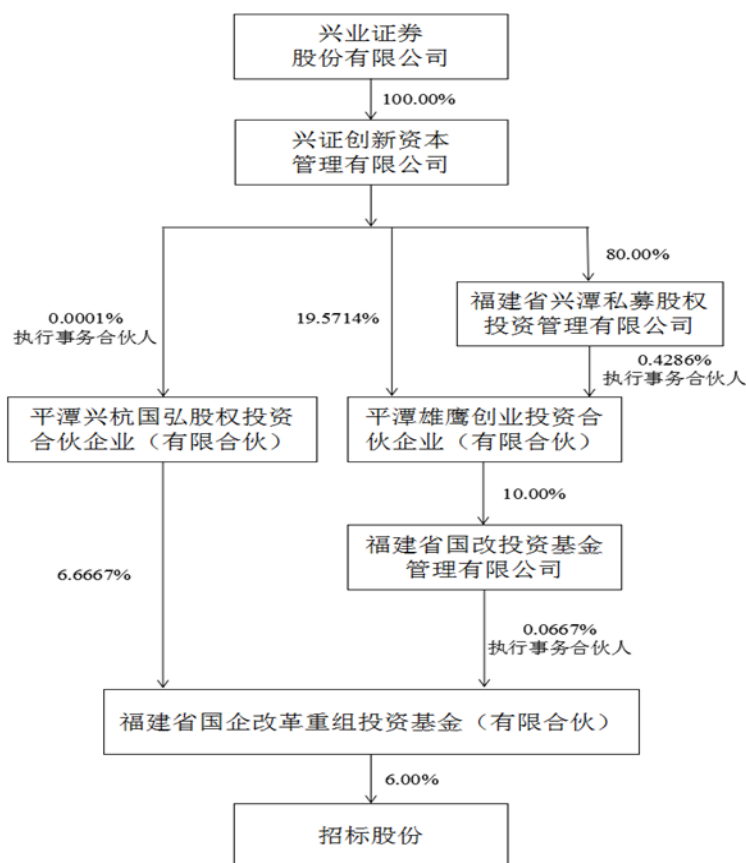 兴业证券
股份有限公司
100.00%
兴证创新资本
管理有限公司
80.00%
福建省兴潭私募股权
投资管理有限公司
0.0001%
执行事务合伙人
19.5714%
0.4286%
执行事务合伙人
平潭兴杭国弘股权投资
合伙企业（有限合伙）
平潭雄鹰创业投资合
伙企业（有限合伙）
10.00%
福建省国改投资基金
管理有限公司
6.6667%
0.0667%
执行事务合伙人
福建省国企改革重组投资基金（有限合伙）
6.00%
招标股份